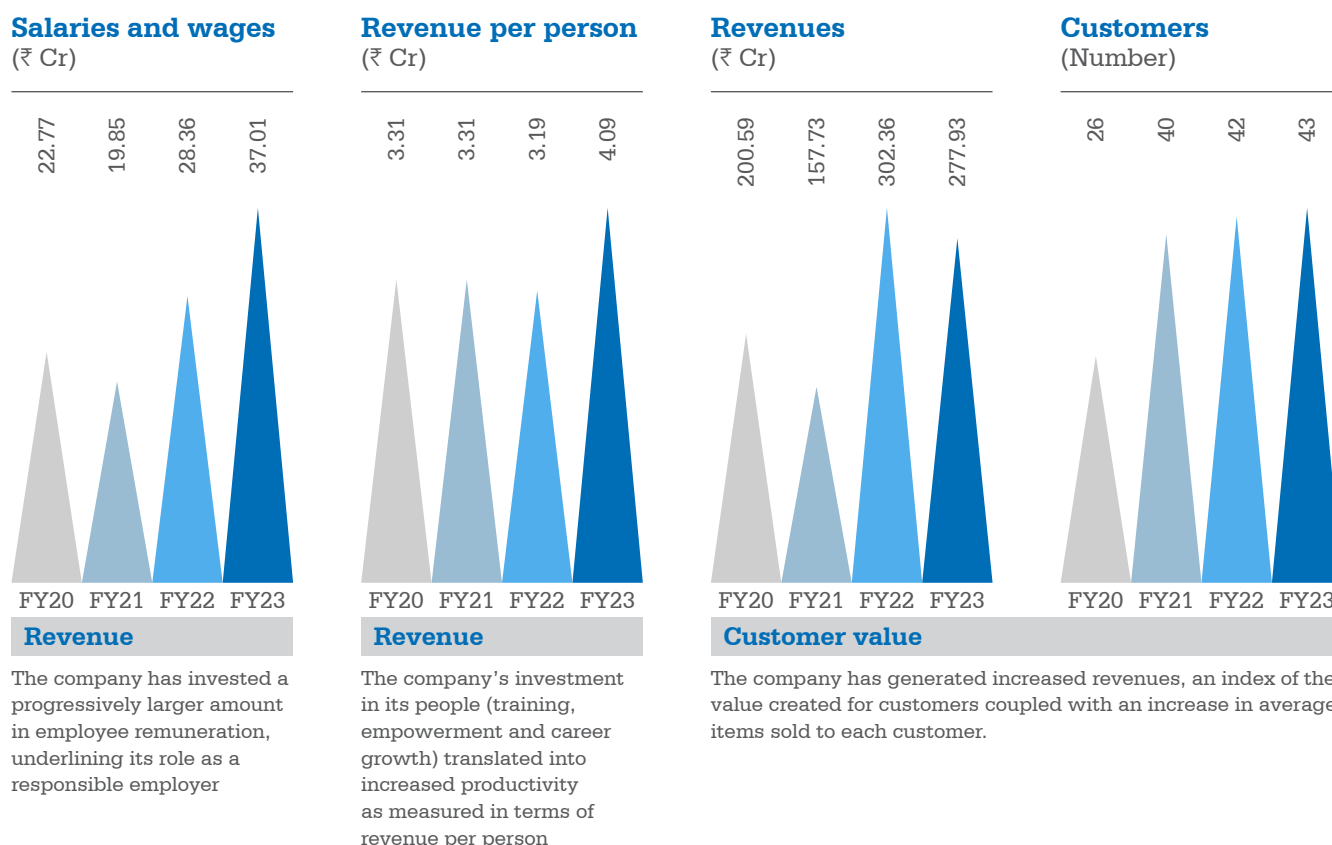 Salaries and wages
(₹ Cr)
22.77
19.85
28.36
37.01
FY20 FY21 FY22 FY23
Revenue
The company has invested a
progressively larger amount
in employee remuneration,
underlining its role as a
responsible employer
Revenue per person
(₹ Cr)
3.31
3.31
3.19
4.09
FY20 FY21 FY22 FY23
Revenue
The company’s investment
in its people (training,
empowerment and career
growth) translated into
increased productivity
as measured in terms of
revenue per person
Revenues
(₹ Cr)
200.59
157.73
302.36
277.93
FY20 FY21 FY22 FY23
Customers
(Number)
26
40
42
43
FY20 FY21 FY22 FY23
Customer value
The company has generated increased revenues, an index of the
value created for customers coupled with an increase in average
items sold to each customer.